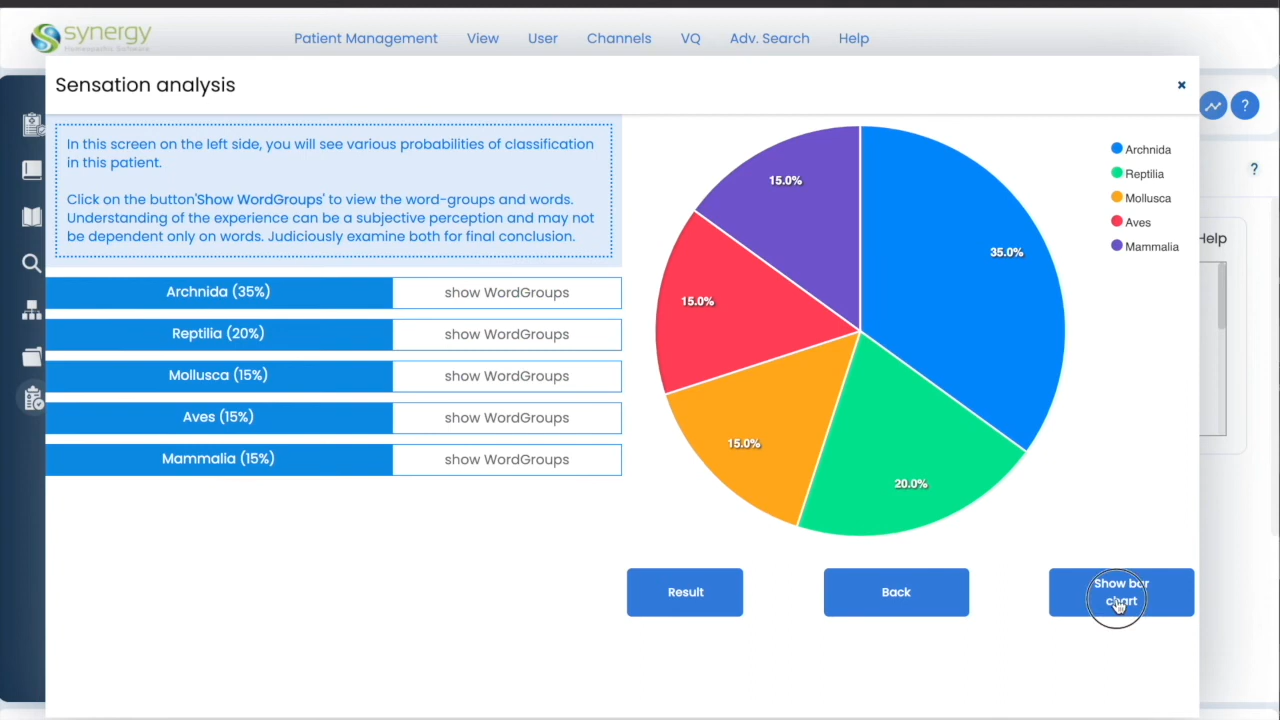 synergy
Homeopathic Software
Patient Management View User Channels VQ Adv. Search Help
Sensation analysis
×
?
In this screen on the left side, you will see various probabilities of classification
in this patient.
Click on the button'Show WordGroups' to view the word-groups and words.
Understanding of the experience can be a subjective perception and may not
be dependent only on words. Judiciously examine both for final conclusion.
Archnida (35%) show WordGroups
Reptilia (20%) show WordGroups
Mollusca (15%) show WordGroups
Aves (15%) show WordGroups
Mammalia (15%) show WordGroups
15.0%
35.0%
15.0%
15.0%
20.0%
Archnida
Reptilia
Mollusca
Aves
Mammalia
?
Help
Result
Back
Show bar
chart